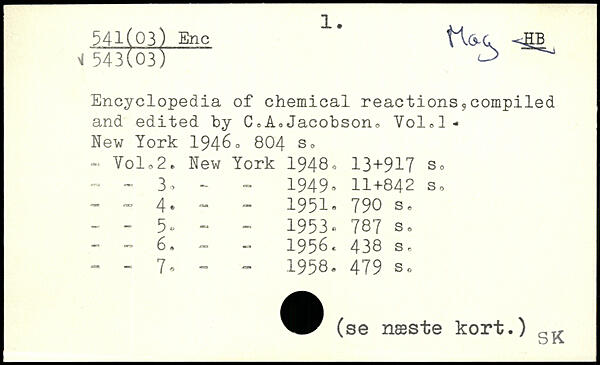 1.
541(03) Enc
Mag HB
√ 543(03)
Encyclopedia of chemical reactions,compiled
and edited by C.A.Jacobson. Vol.1-
New York 1946. 804 s.
- Vol.2. New York 1948. 13+917 s.
- - 3. - - 1949. 11+842 s.
- - 4. - - 1951. 790 s.
- - 5. - - 1953. 787 s.
- - 6. - - 1956. 438 s.
- - 7. - - 1958. 479 s.
(se næste kort.)
SK